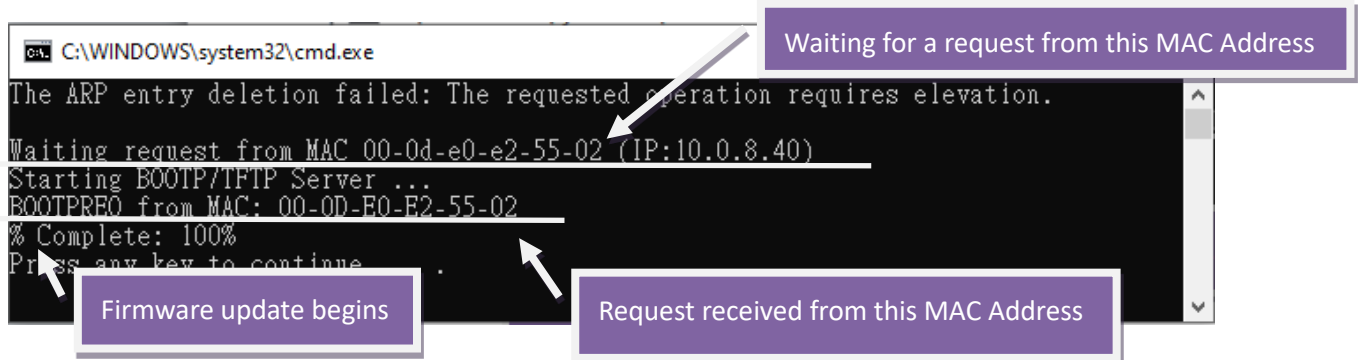 C:\WINDOWS\system32\cmd.exe
Waiting for a request from this MAC Address
The ARP entry deletion failed: The requested operation requires elevation.
Waiting request from MAC 00-0d-e0-e2-55-02 (IP:10.0.8.40)
Starting BOOTP/TFTP Server ...
BOOTPREQ from MAC: 00-0D-E0-E2-55-02
% Complete: 100%
Press any key to continue . .
Firmware update begins
Request received from this MAC Address